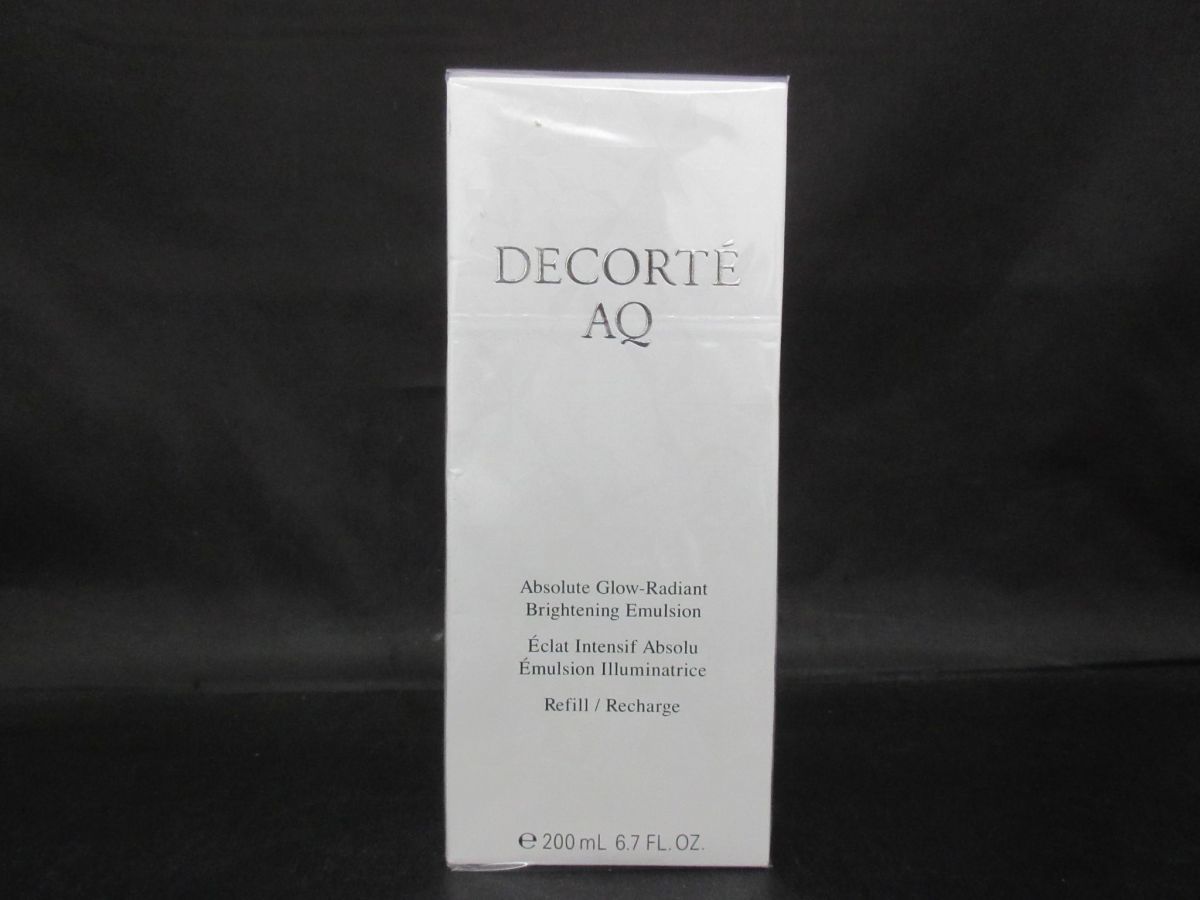 DECORTÉ
AQ
Absolute Glow-Radiant
Brightening Emulsion
Éclat Intensif Absolu
Émulsion Illuminatrice
Refill / Recharge
℮ 200 mL 6.7 FL. OZ.